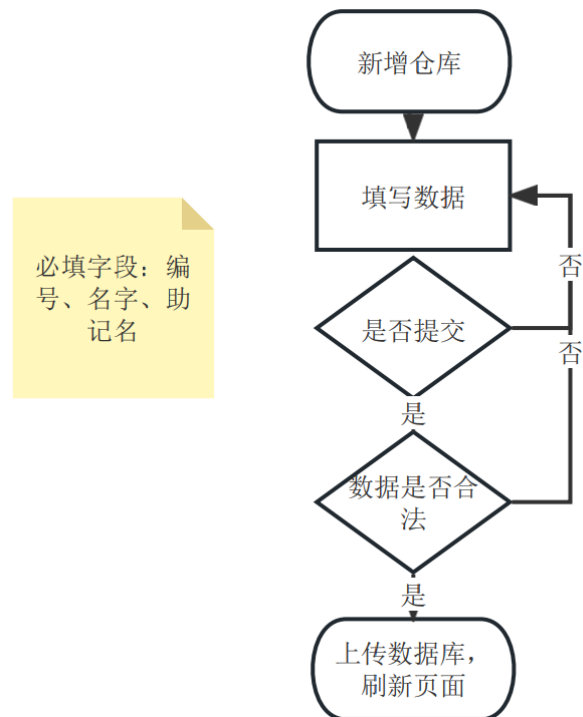 新增仓库
填写数据
必填字段：编
号、名字、助
记名
否
是否提交
否
是
数据是否合
法
是
上传数据库，
刷新页面